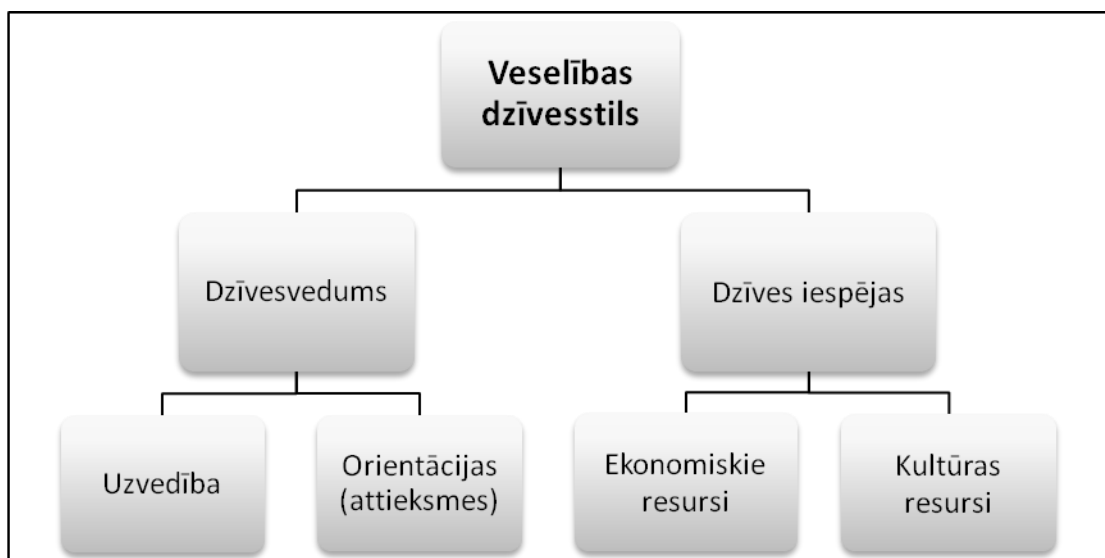 Veselības
dzīvesstils
Dzīvesvedums
Dzīves iespējas
Uzvedība
Orientācijas
(attieksmes)
Ekonomiskie
resursi
Kultūras
resursi